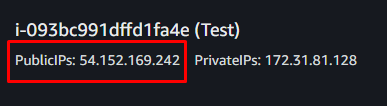 i-093bc991dffd1fa4e (Test)
PublicIPs: 54.152.169.242 PrivateIPs: 172.31.81.128